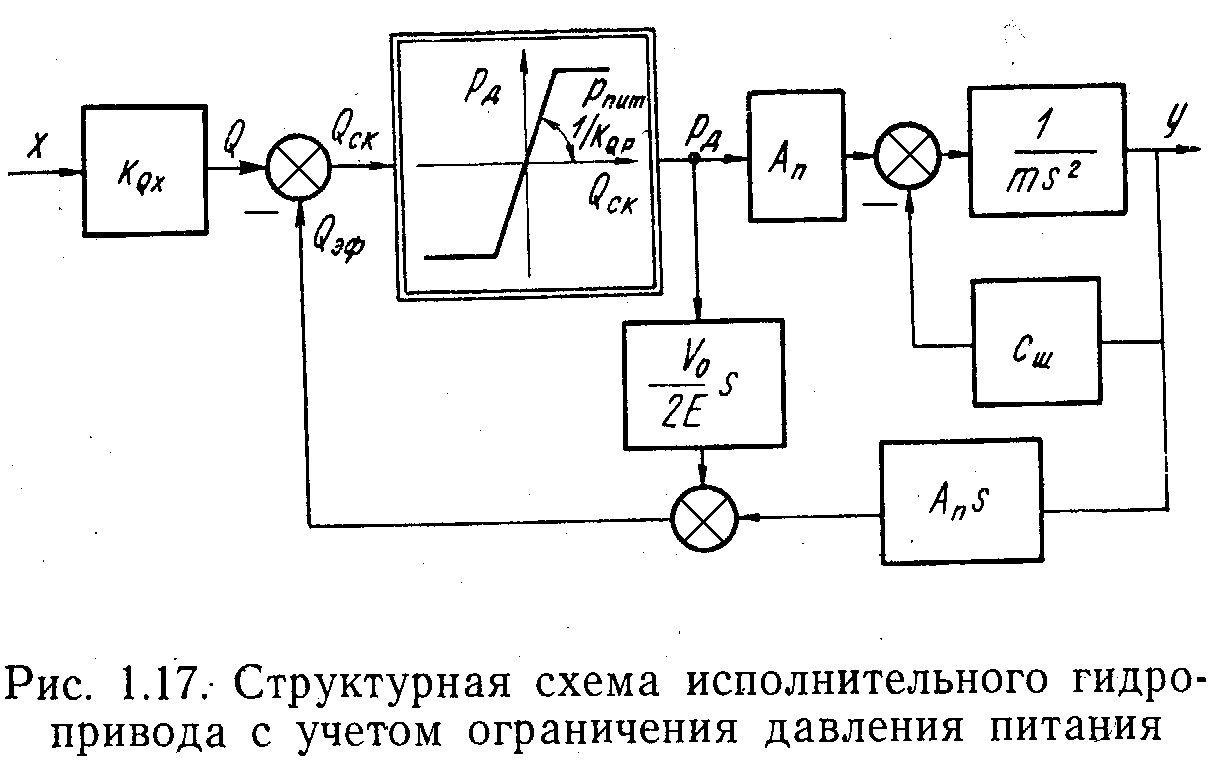 x
K_Qx
Q
—
Q_ск
Q_эф
p_д
p_пит
1/K_Qp
Q_ск
p_д
A_п
—
1
ms²
y
c_ш
V_0
2E s
A_п s
Рис. 1.17. Структурная схема исполнительного гидро-
привода с учетом ограничения давления питания